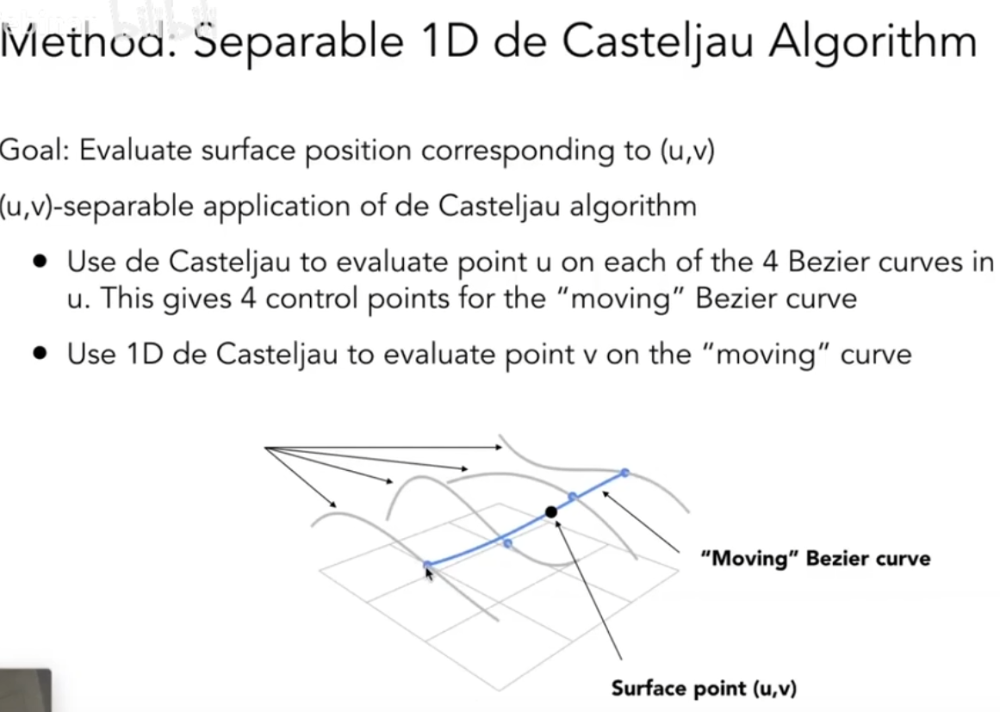 Method: Separable 1D de Casteljau Algorithm
Goal: Evaluate surface position corresponding to (u,v)
(u,v)-separable application of de Casteljau algorithm
● Use de Casteljau to evaluate point u on each of the 4 Bezier curves in
u. This gives 4 control points for the “moving” Bezier curve
● Use 1D de Casteljau to evaluate point v on the “moving” curve
“Moving” Bezier curve
Surface point (u,v)